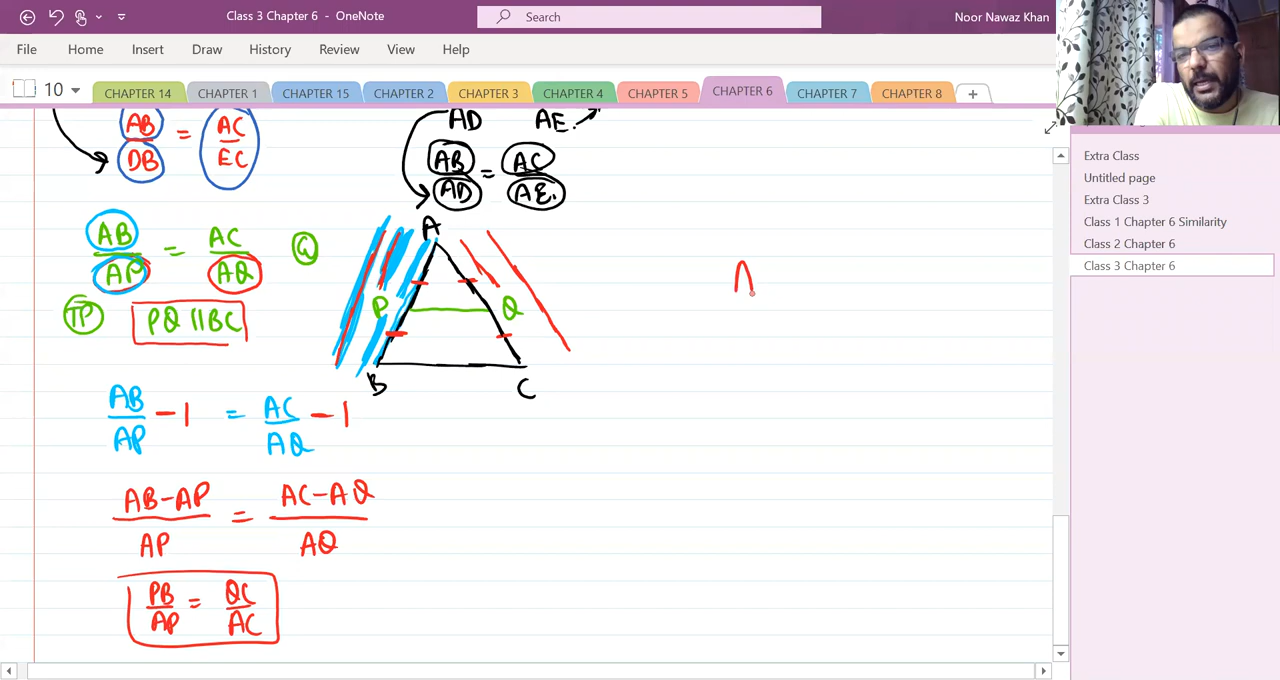 Class 3 Chapter 6 - OneNote
Search
Noor Nawaz Khan
File Home Insert Draw History Review View Help
10
CHAPTER 14 CHAPTER 1 CHAPTER 15 CHAPTER 2 CHAPTER 3 CHAPTER 4 CHAPTER 5 CHAPTER 6 CHAPTER 7 CHAPTER 8 +
Extra Class
Untitled page
Extra Class 3
Class 1 Chapter 6 Similarity
Class 2 Chapter 6
Class 3 Chapter 6
AD AE.
AB/DB = AC/EC
AB/AD = AC/AE.
AB/AP = AC/AQ Q
TP PQ || BC
A
P Q
B C
AB/AP - 1 = AC/AQ - 1
AB-AP/AP = AC-AQ/AQ
PB/AP = QC/AC